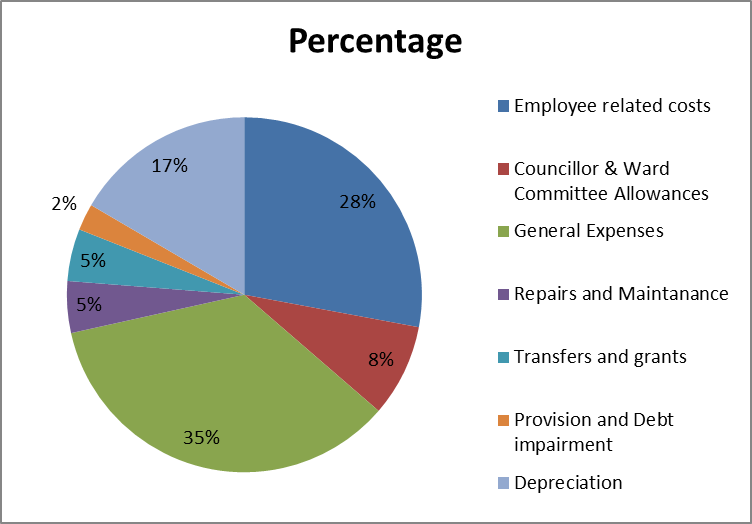 Percentage
17%
28%
2%
5%
5%
8%
35%
Employee related costs
Councillor & Ward
Committee Allowances
General Expenses
Repairs and Maintanance
Transfers and grants
Provision and Debt
impairment
Depreciation